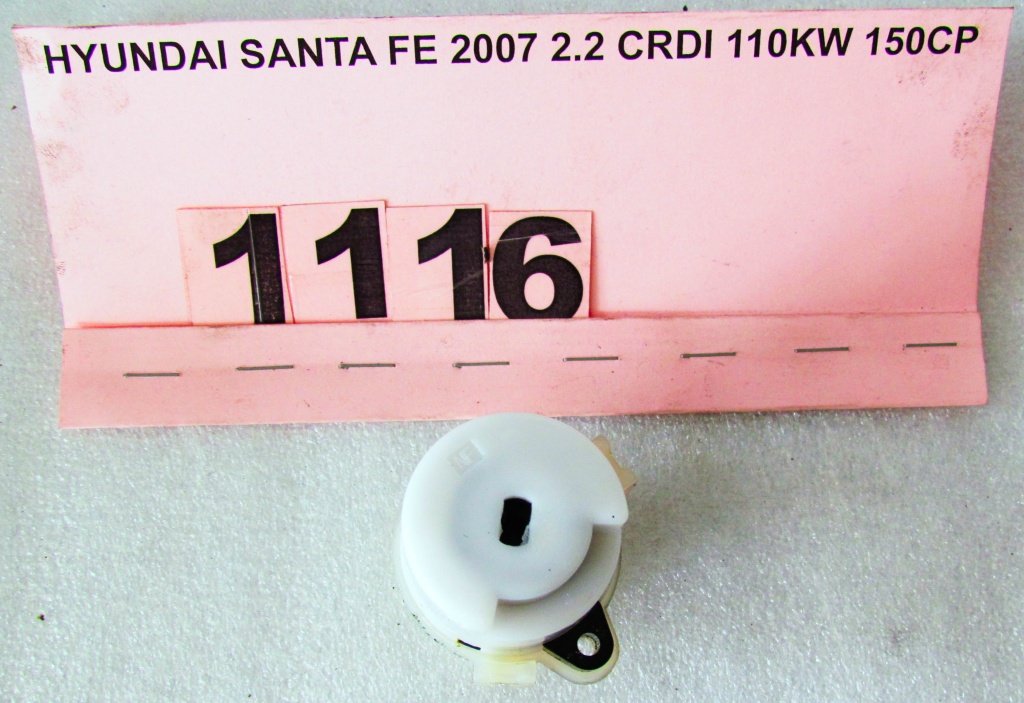 HYUNDAI SANTA FE 2007 2.2 CRDI 110KW 150CP
1116